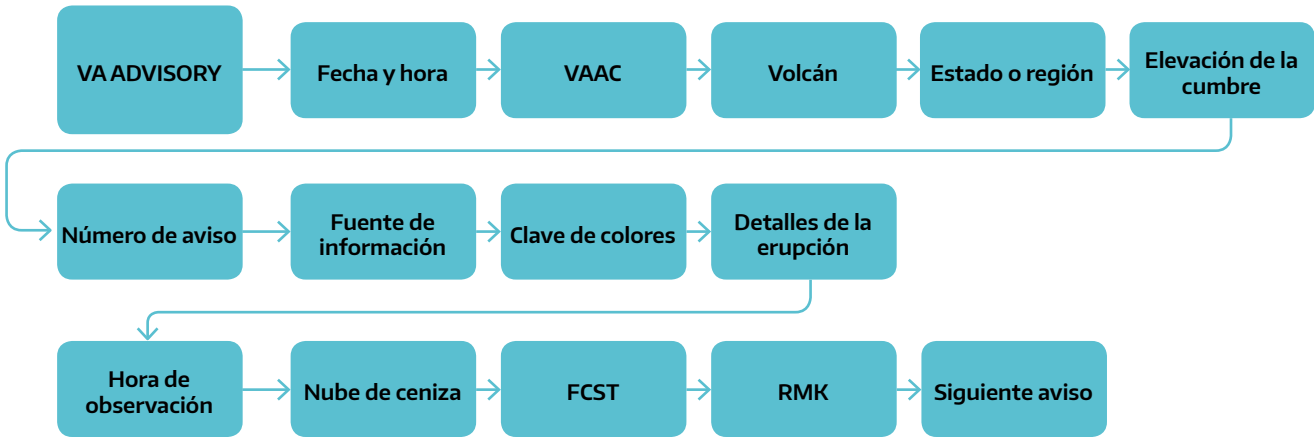 VA ADVISORY
Fecha y hora
VAAC
Volcán
Estado o región
Elevación de la
cumbre
Número de aviso
Fuente de
información
Clave de colores
Detalles de la
erupción
Hora de
observación
Nube de ceniza
FCST
RMK
Siguiente aviso